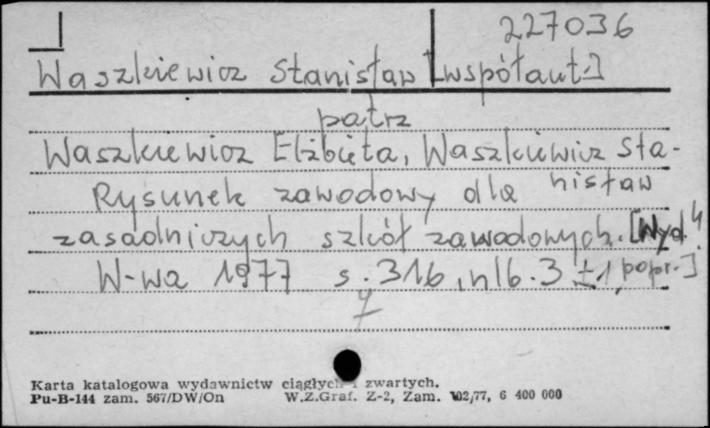 227036
Waszkiewicz Stanisław [współaut.]
patrz
Waszkiewicz Elżbieta, Waszkiewicz Sta-
Rysunek zawodowy dla nisław
zasadniczych szkół zawodowych. [Wyd. 4
W-wa 1977 s. 316, nlb. 3, popr.]
Karta katalogowa wydawnictw ciągłych i zwartych.
Pu-B-144 zam. 567/DW/On W.Z.Graf. Z-2, Zam. 102/77, 6 400 000